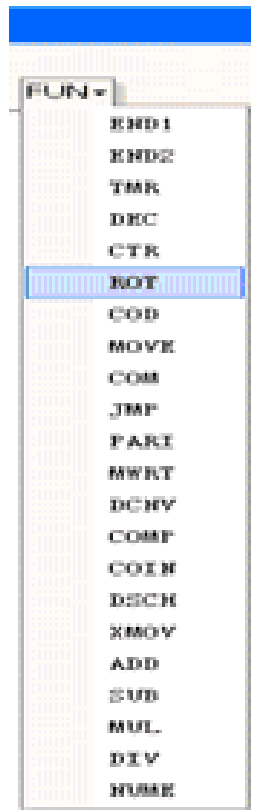 FUN
END1
END2
TMR
DEC
CTR
ROT
COD
MOVE
COM
JMP
PARI
MWRT
DCNV
COMP
COIN
DSCH
XMOV
ADD
SUB
MUL
DIV
NUME